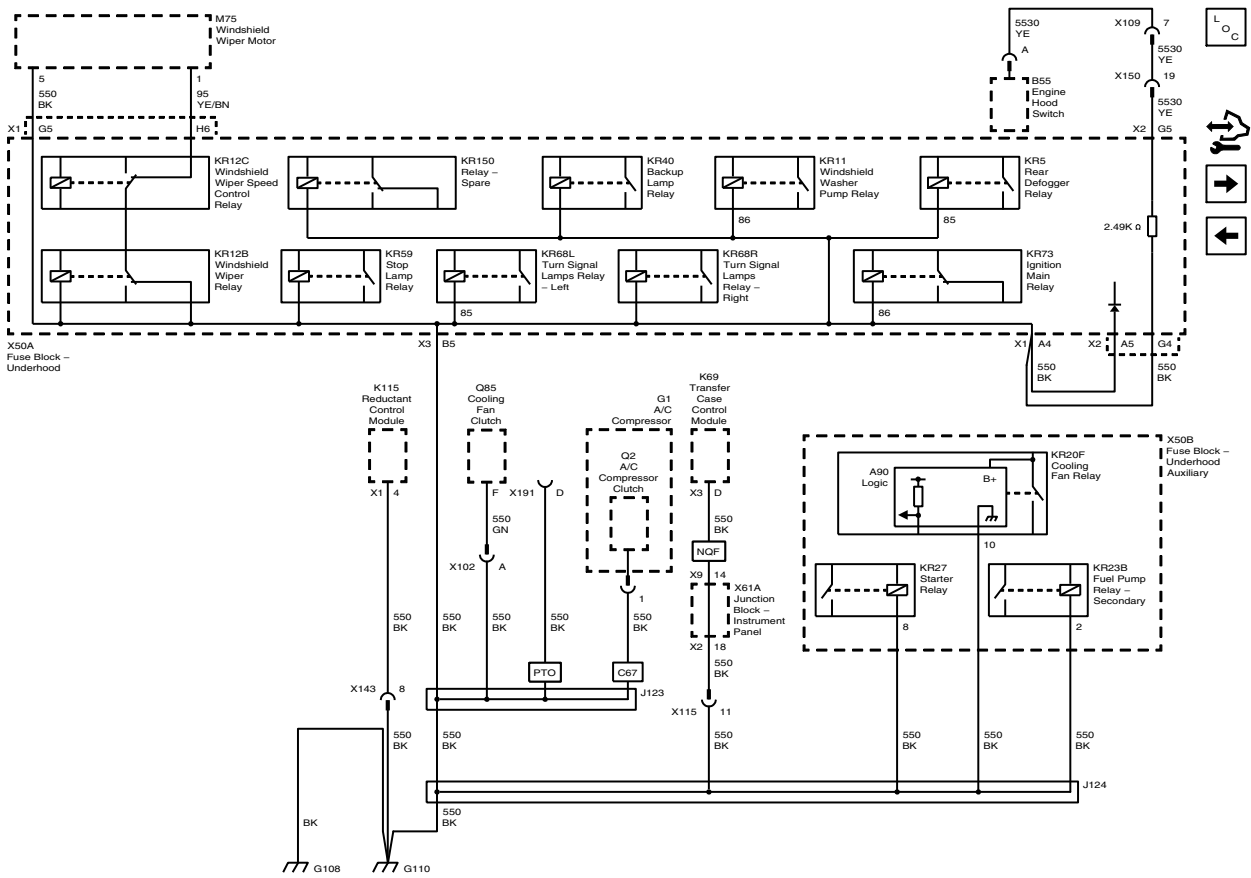 M75
Windshield
Wiper Motor
5
1
550
BK
95
YE/BN
X1
G5
H6
5530
YE
A
B55
Engine
Hood
Switch
X109
7
5530
YE
X150
19
5530
YE
X2
G5
L
O
C
KR12C
Windshield
Wiper Speed
Control
Relay
KR150
Relay –
Spare
KR40
Backup
Lamp
Relay
KR11
Windshield
Washer
Pump Relay
KR5
Rear
Defogger
Relay
86
85
2.49K Ω
KR12B
Windshield
Wiper
Relay
KR59
Stop
Lamp
Relay
KR68L
Turn Signal
Lamps Relay
– Left
KR68R
Turn Signal
Lamps
Relay –
Right
KR73
Ignition
Main
Relay
85
86
X50A
Fuse Block –
Underhood
X3
B5
X1
A4
X2
A5
G4
550
BK
550
BK
K115
Reductant
Control
Module
Q85
Cooling
Fan
Clutch
G1
A/C
Compressor
Q2
A/C
Compressor
Clutch
K69
Transfer
Case
Control
Module
X1
4
F
X191
D
X3
D
550
GN
550
BK
NQF
X102
A
1
X9
14
X61A
Junction
Block –
Instrument
Panel
X2
18
550
BK
550
BK
550
BK
550
BK
550
BK
550
BK
PTO
C67
X143
8
J123
X115
11
X50B
Fuse Block –
Underhood
Auxiliary
KR20F
Cooling
Fan Relay
A90
Logic
B+
10
KR27
Starter
Relay
KR23B
Fuel Pump
Relay –
Secondary
8
2
550
BK
550
BK
550
BK
550
BK
550
BK
550
BK
J124
550
BK
BK
G108
G110